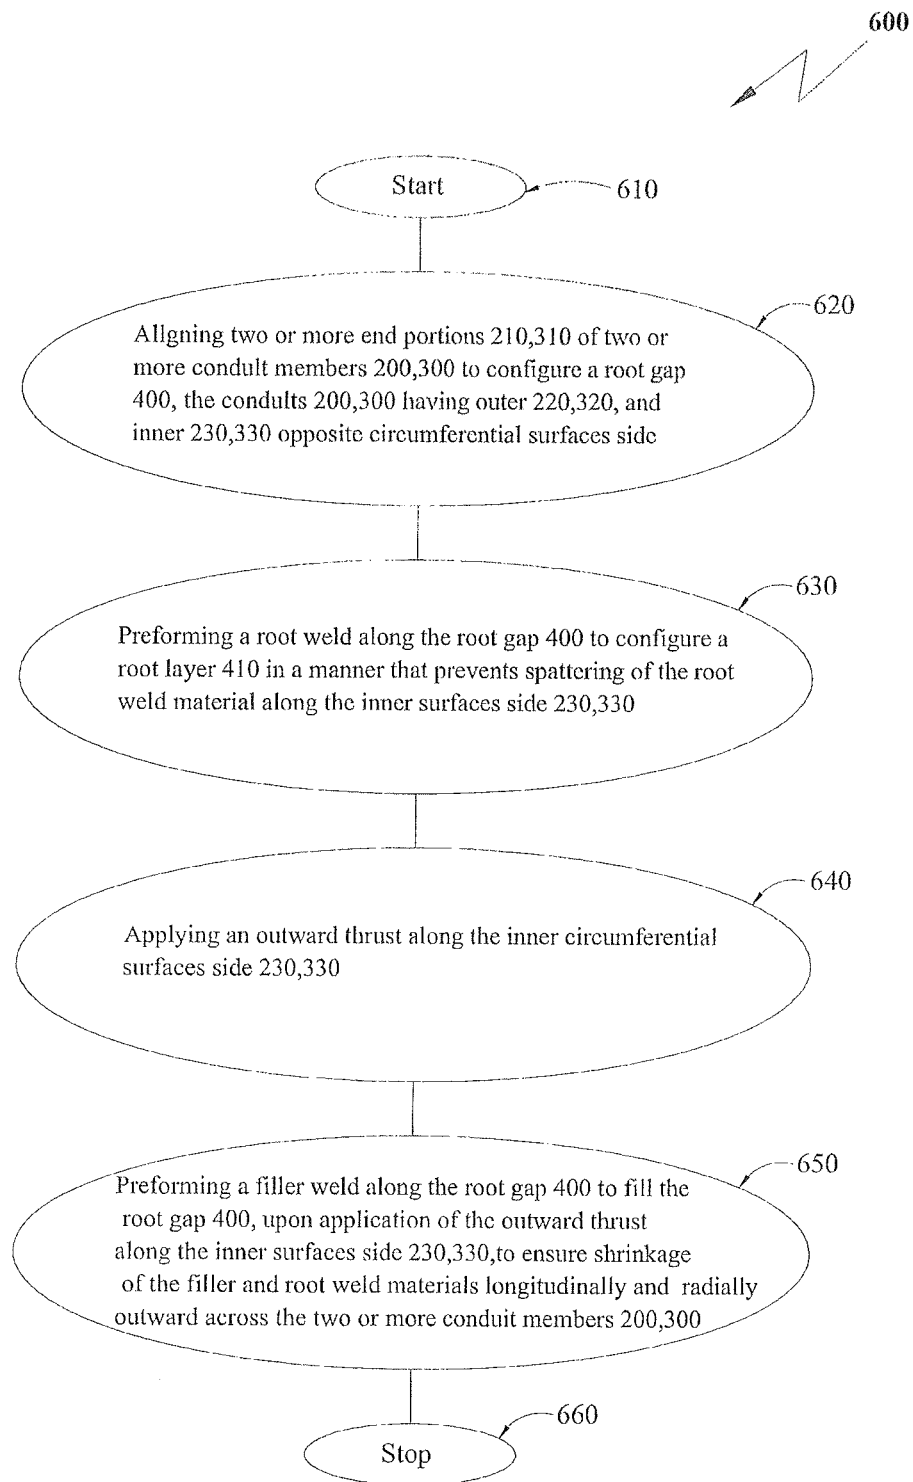 600
Start
610
620
Aligning two or more end portions 210,310 of two or
more conduit members 200,300 to configure a root gap
400, the conduits 200,300 having outer 220,320, and
inner 230,330 opposite circumferential surfaces side
630
Preforming a root weld along the root gap 400 to configure a
root layer 410 in a manner that prevents spattering of the root
weld material along the inner surfaces side 230,330
640
Applying an outward thrust along the inner circumferential
surfaces side 230,330
650
Preforming a filler weld along the root gap 400 to fill the
root gap 400, upon application of the outward thrust
along the inner surfaces side 230,330,to ensure shrinkage
of the filler and root weld materials longitudinally and radially
outward across the two or more conduit members 200,300
660
Stop